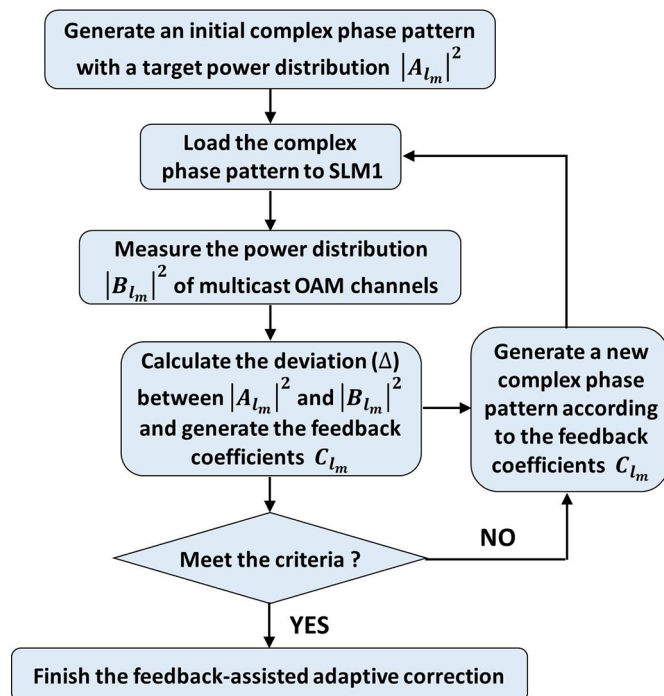 Generate an initial complex phase pattern
with a target power distribution |A_{l_m}|^2
Load the complex
phase pattern to SLM1
Measure the power distribution
|B_{l_m}|^2 of multicast OAM channels
Calculate the deviation (Δ)
between |A_{l_m}|^2 and |B_{l_m}|^2
and generate the feedback
coefficients C_{l_m}
Generate a new
complex phase
pattern according
to the feedback
coefficients C_{l_m}
Meet the criteria ?
NO
YES
Finish the feedback-assisted adaptive correction